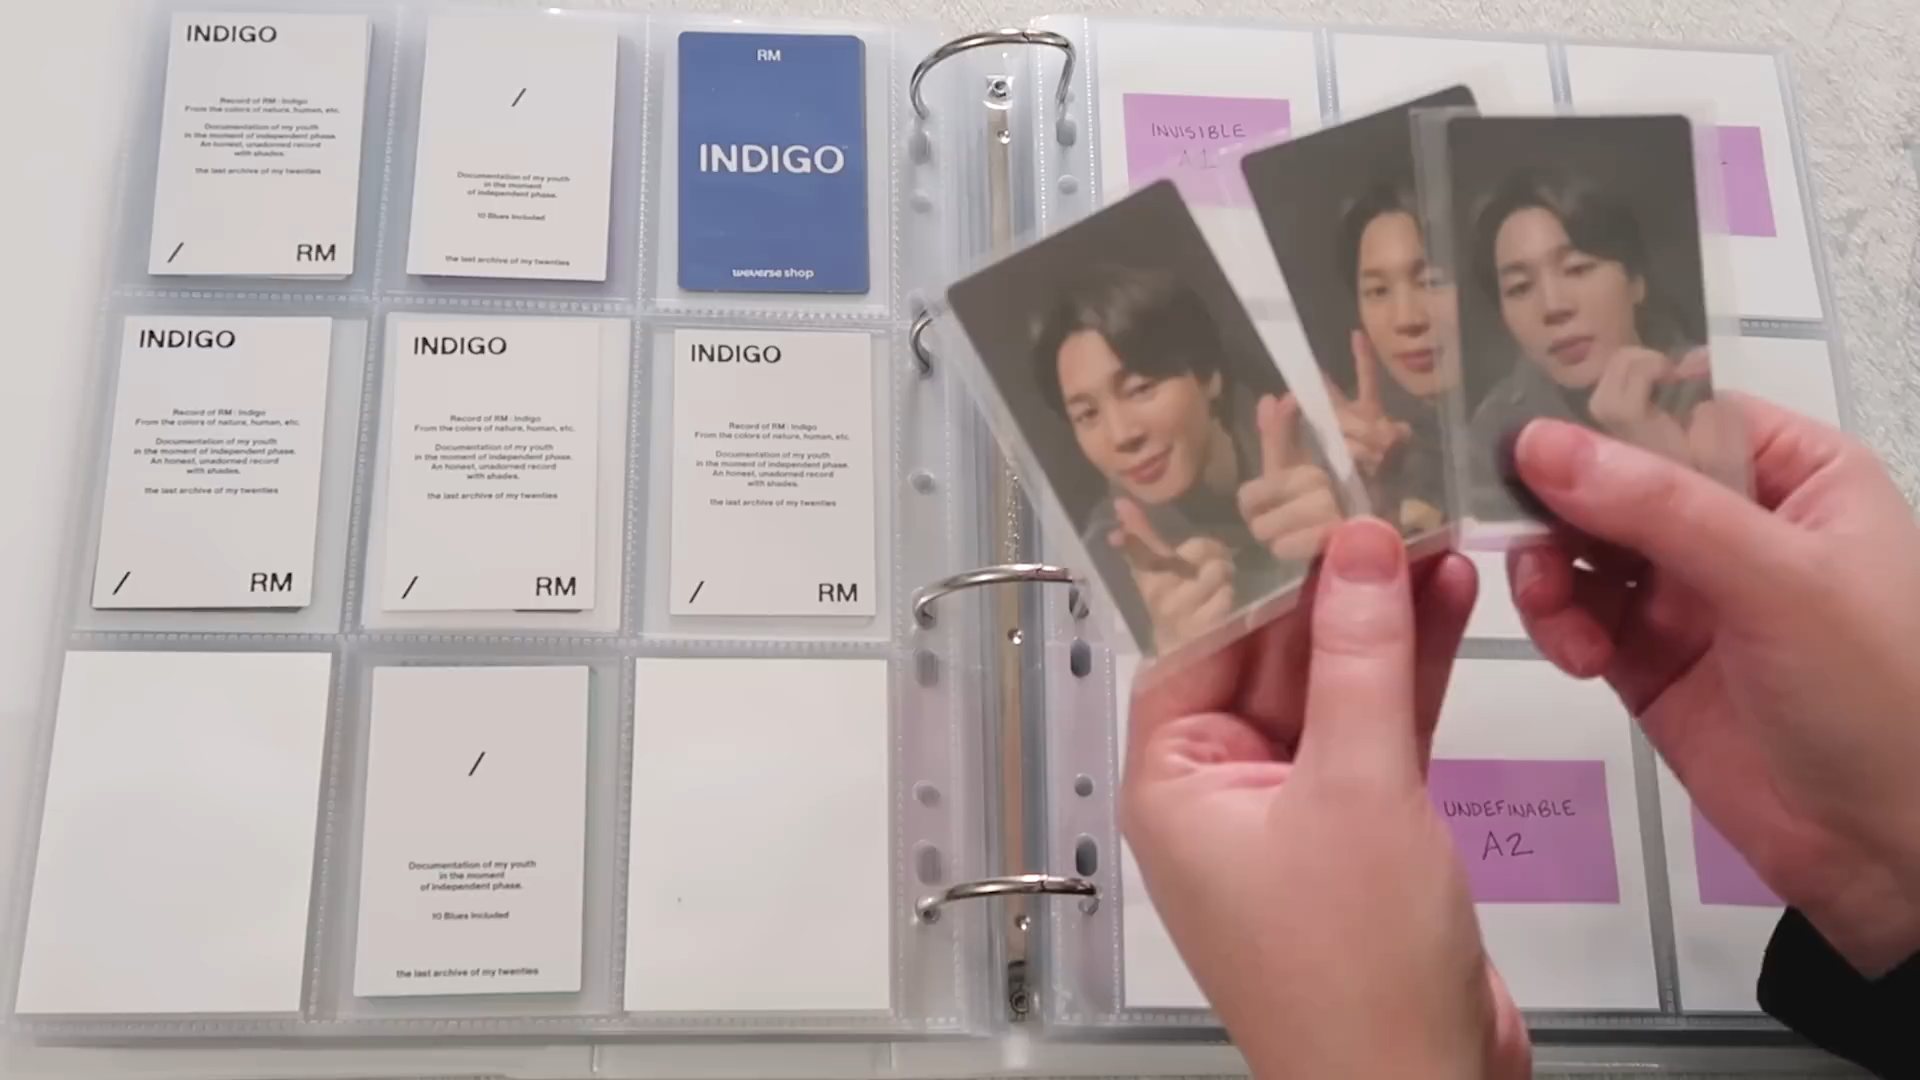 INDIGO
Record of RM : Indigo
From the colors of nature, human, etc.
Documentation of my youth
in the moment of independent phase.
An honest, unadorned record
with shades.
the last archive of my twenties
/ RM
/
Documentation of my youth
in the moment
of independent phase.
10 Blues Included
the last archive of my twenties
RM
INDIGO
weverse shop
INDIGO
Record of RM : Indigo
From the colors of nature, human, etc.
Documentation of my youth
in the moment of independent phase.
An honest, unadorned record
with shades.
the last archive of my twenties
/ RM
INDIGO
Record of RM : Indigo
From the colors of nature, human, etc.
Documentation of my youth
in the moment of independent phase.
An honest, unadorned record
with shades.
the last archive of my twenties
/ RM
INDIGO
Record of RM : Indigo
From the colors of nature, human, etc.
Documentation of my youth
in the moment of independent phase.
An honest, unadorned record
with shades.
the last archive of my twenties
/ RM
/
Documentation of my youth
in the moment
of independent phase.
10 Blues Included
the last archive of my twenties
INVISIBLE
A1
UNDEFINABLE
A2